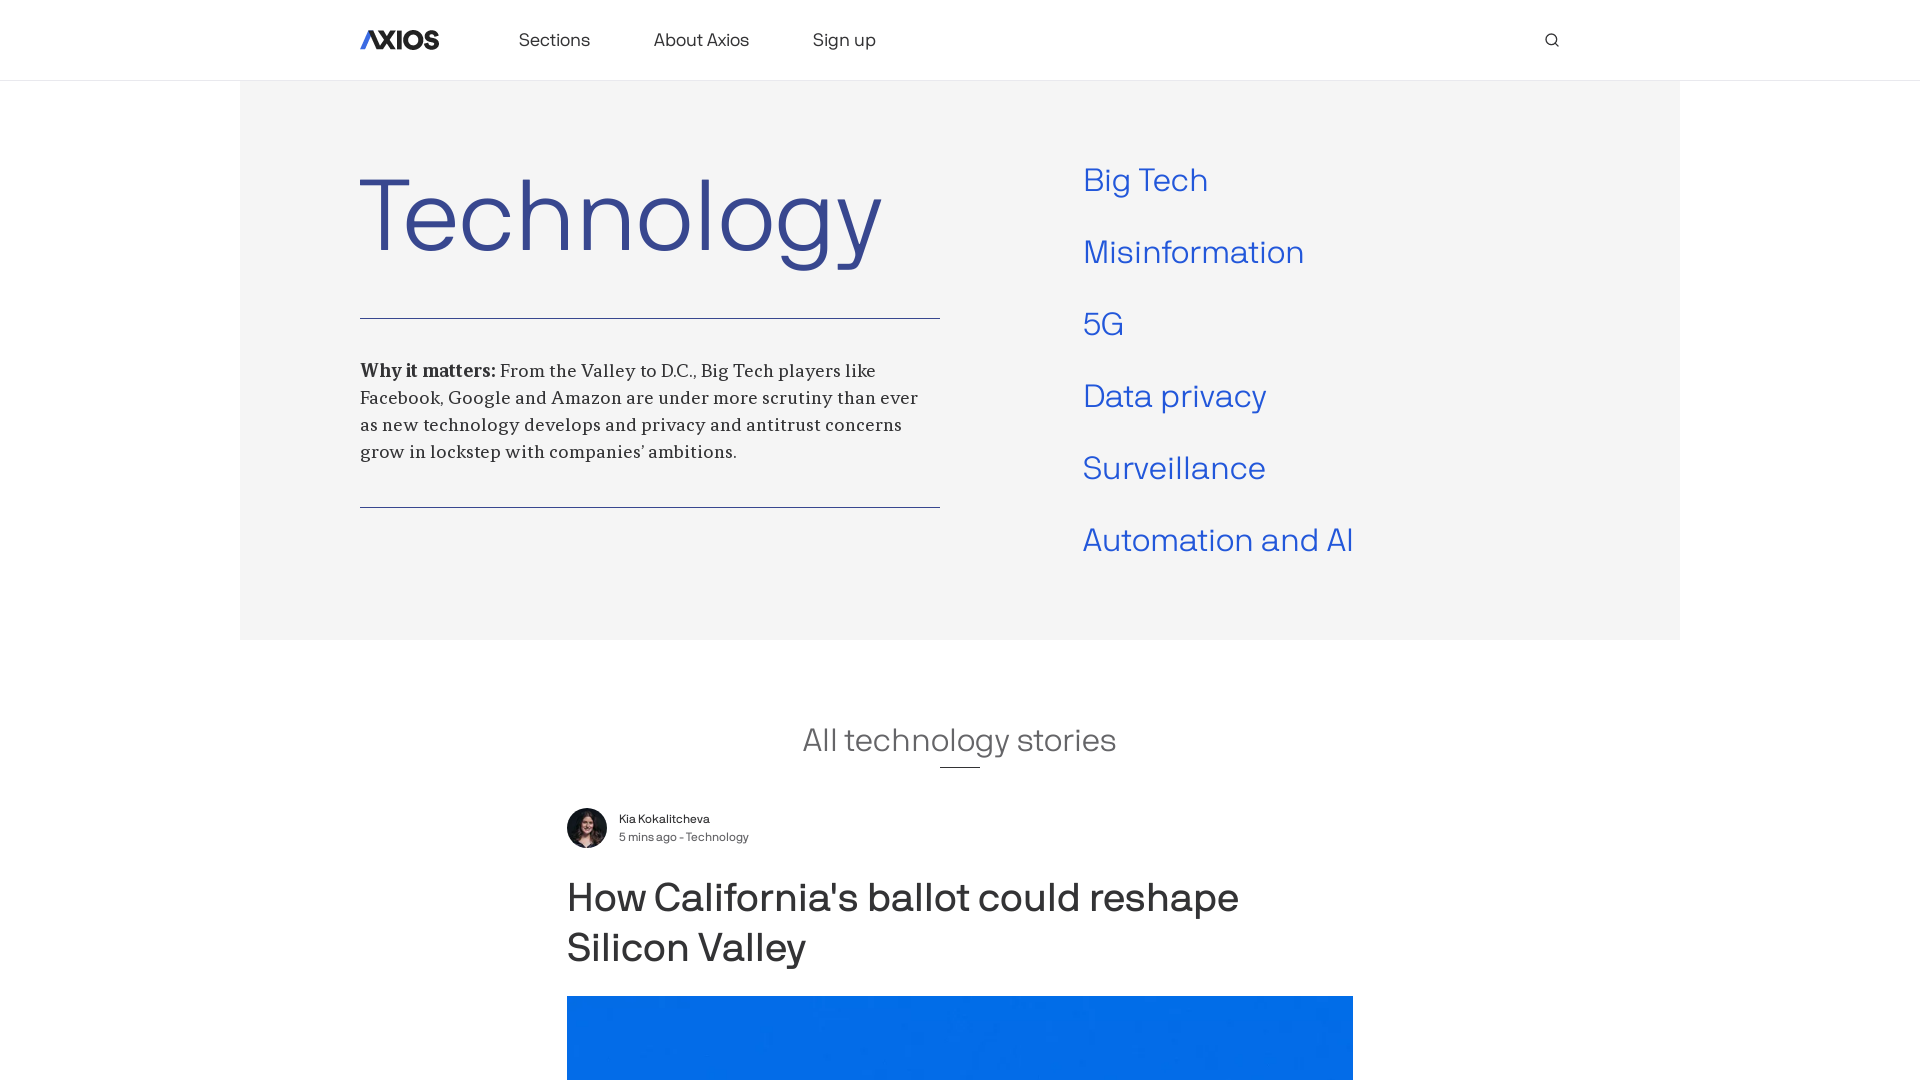 AXIOS
Sections
About Axios
Sign up
Technology
Why it matters: From the Valley to D.C., Big Tech players like
Facebook, Google and Amazon are under more scrutiny than ever
as new technology develops and privacy and antitrust concerns
grow in lockstep with companies’ ambitions.
Big Tech
Misinformation
5G
Data privacy
Surveillance
Automation and AI
All technology stories
Kia Kokalitcheva
5 mins ago - Technology
How California's ballot could reshape
Silicon Valley